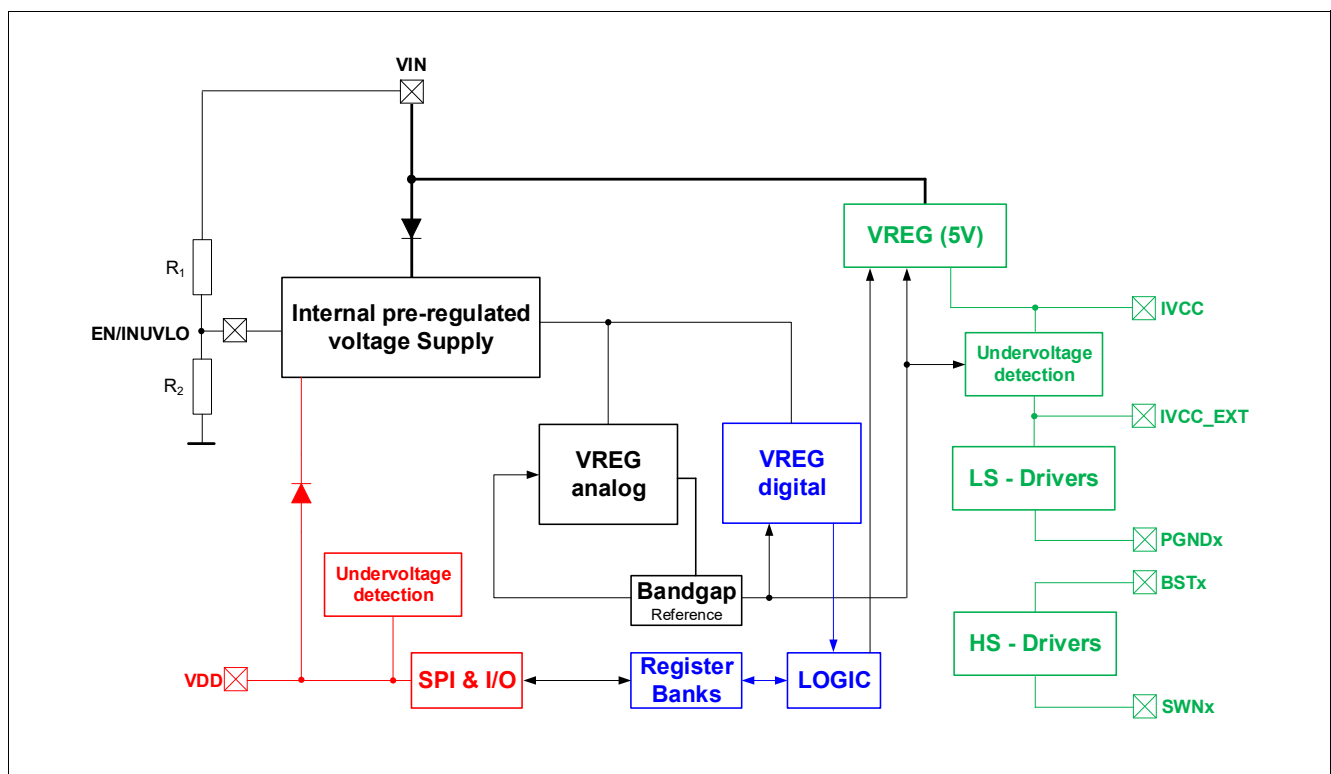 VIN
VREG (5V)
R1
Internal pre-regulated
voltage Supply
EN/INUVLO
IVCC
Undervoltage
detection
R2
IVCC_EXT
VREG
analog
VREG
digital
LS - Drivers
PGNDx
Undervoltage
detection
Bandgap
Reference
BSTx
HS - Drivers
VDD
SPI & I/O
Register
Banks
LOGIC
SWNx